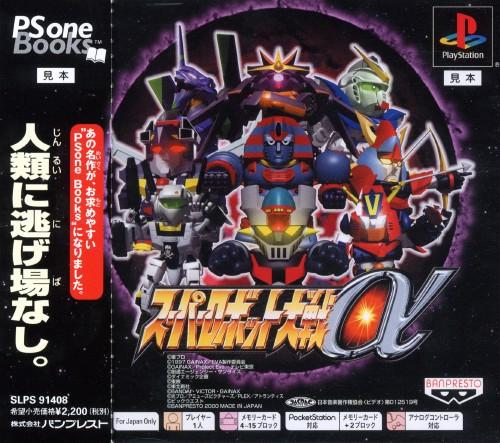 PS one
Books™
見本
あの名作が、お求めやすい
"PSone Books"になりました。
人類に逃げ場なし。
じんるい に ば
SLPS 91408
希望小売価格¥2,200(税別)
株式会社バンプレスト
PlayStation
見本
スーパーロボット大戦α
©東映
BANPRESTO
For Japan Only
プレイヤー
1人
メモリーカード
4~15ブロック
PocketStation
対応
メモリーカード
+2ブロック
アナログコントローラ
対応